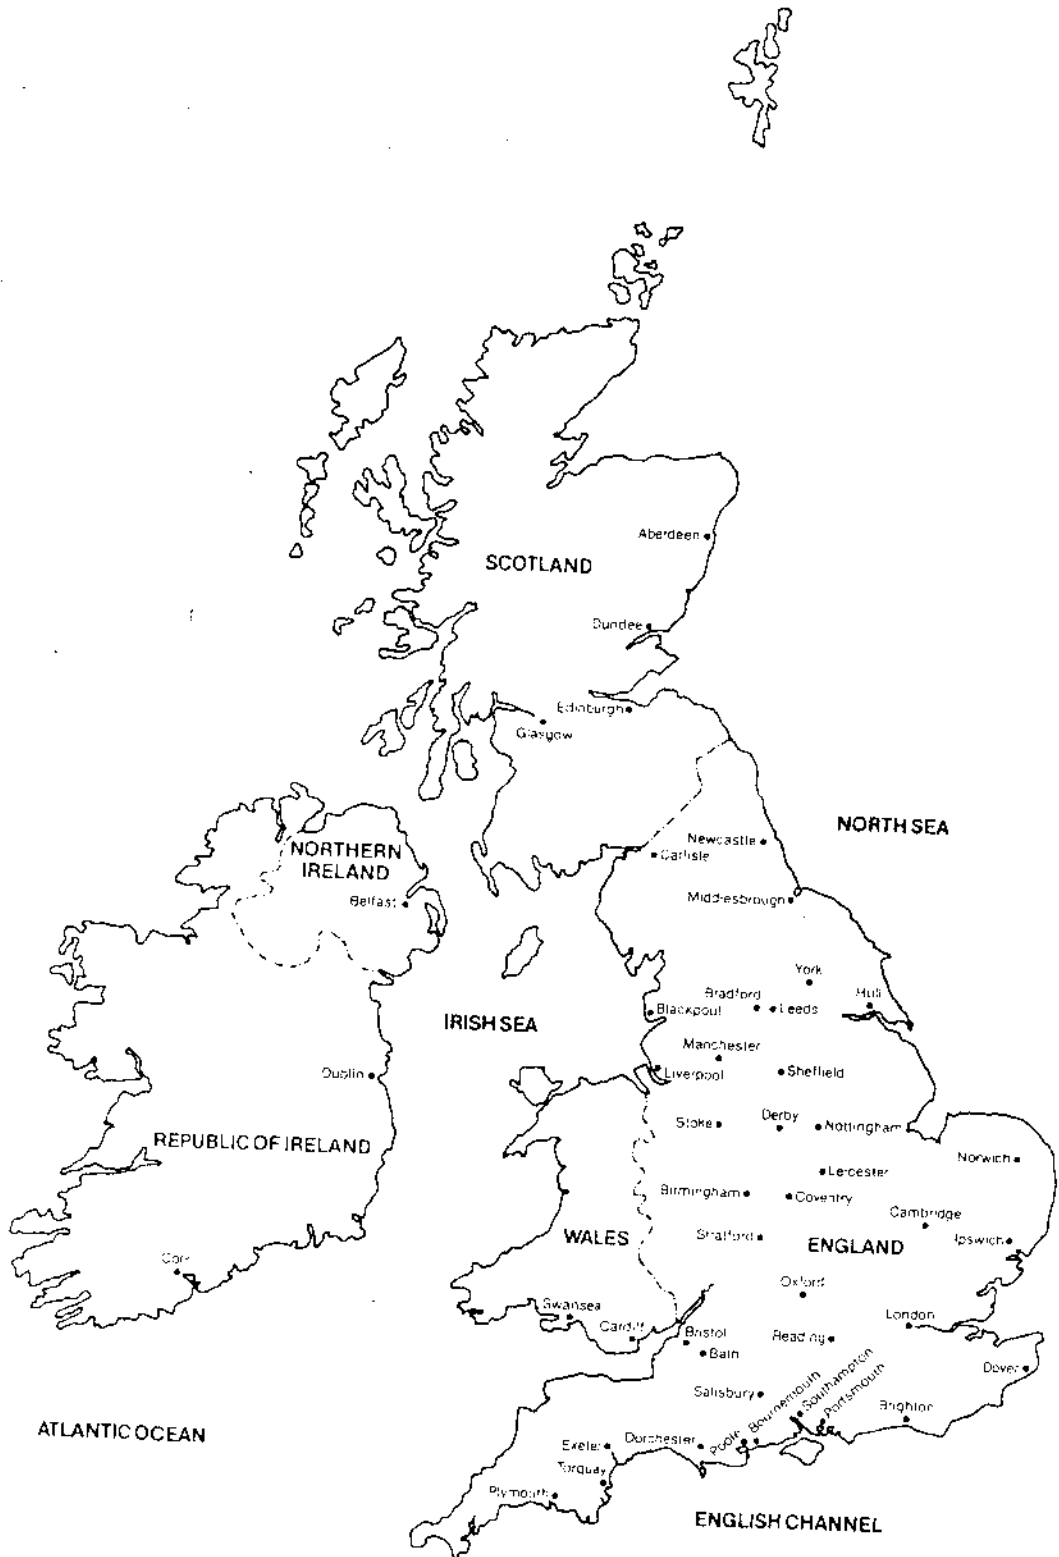 Aberdeen
SCOTLAND
Dundee
Edinburgh
Glasgow
NORTH SEA
Newcastle
Carlisle
NORTHERN
IRELAND
Belfast
Middlesbrough
York
Bradford
Leeds
Hull
Blackpool
IRISH SEA
Manchester
Liverpool
Sheffield
Dublin
Stoke
Derby
Nottingham
REPUBLIC OF IRELAND
Norwich
Leicester
Birmingham
Coventry
Cambridge
WALES
Stratford
ENGLAND
Ipswich
Cork
Oxford
Swansea
Cardiff
Bristol
Reading
London
Bath
Dover
Salisbury
Poole
Bournemouth
Southampton
Portsmouth
Brighton
ATLANTIC OCEAN
Exeter
Dorchester
Torquay
Plymouth
ENGLISH CHANNEL